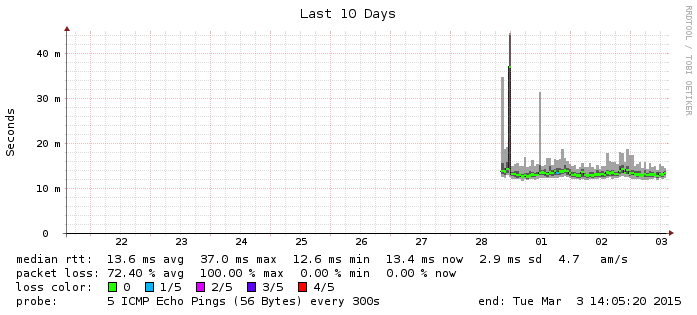 Last 10 Days
RRDTOOL / TOBI OETIKER
Seconds
40 m
30 m
20 m
10 m
0
22 23 24 25 26 27 28 01 02 03
median rtt: 13.6 ms avg 37.0 ms max 12.6 ms min 13.4 ms now 2.9 ms sd 4.7 am/s
packet loss: 72.40 % avg 100.00 % max 0.00 % min 0.00 % now
loss color: 0 1/5 2/5 3/5 4/5
probe: 5 ICMP Echo Pings (56 Bytes) every 300s end: Tue Mar 3 14:05:20 2015